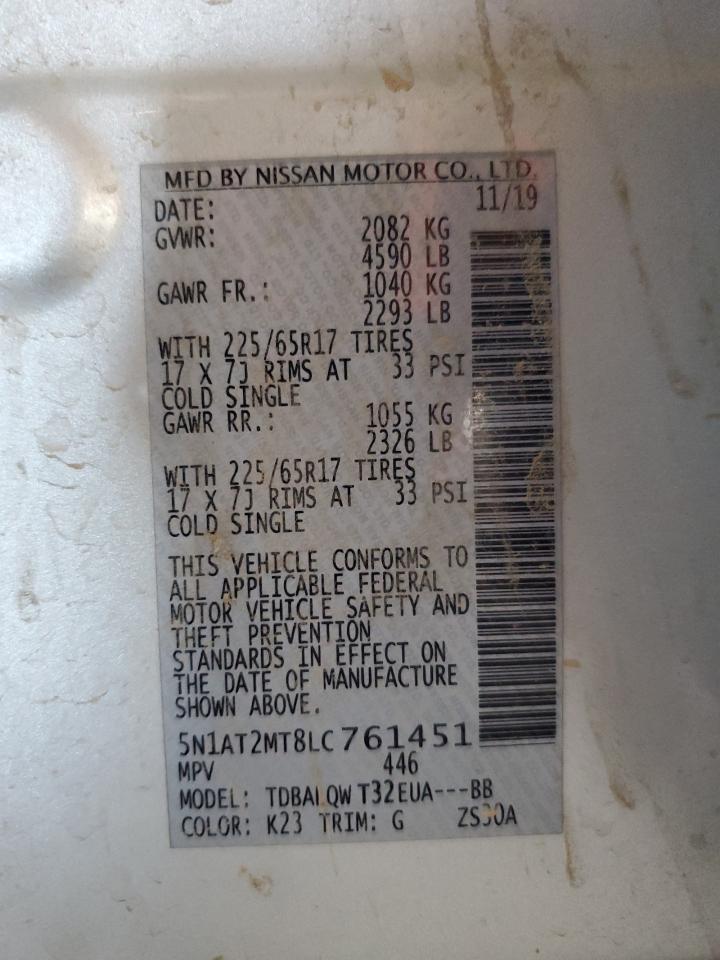 MFD BY NISSAN MOTOR CO., LTD.
DATE: 11/19
GVWR: 2082 KG
4590 LB
GAWR FR.: 1040 KG
2293 LB
WITH 225/65R17 TIRES
17 X 7J RIMS AT 33 PSI
COLD SINGLE
GAWR RR.: 1055 KG
2326 LB
WITH 225/65R17 TIRES
17 X 7J RIMS AT 33 PSI
COLD SINGLE
THIS VEHICLE CONFORMS TO
ALL APPLICABLE FEDERAL
MOTOR VEHICLE SAFETY AND
THEFT PREVENTION
STANDARDS IN EFFECT ON
THE DATE OF MANUFACTURE
SHOWN ABOVE.
5N1AT2MT8LC761451
MPV 446
MODEL: TDBALQW T32EUA---BB
COLOR: K23 TRIM: G ZS30A